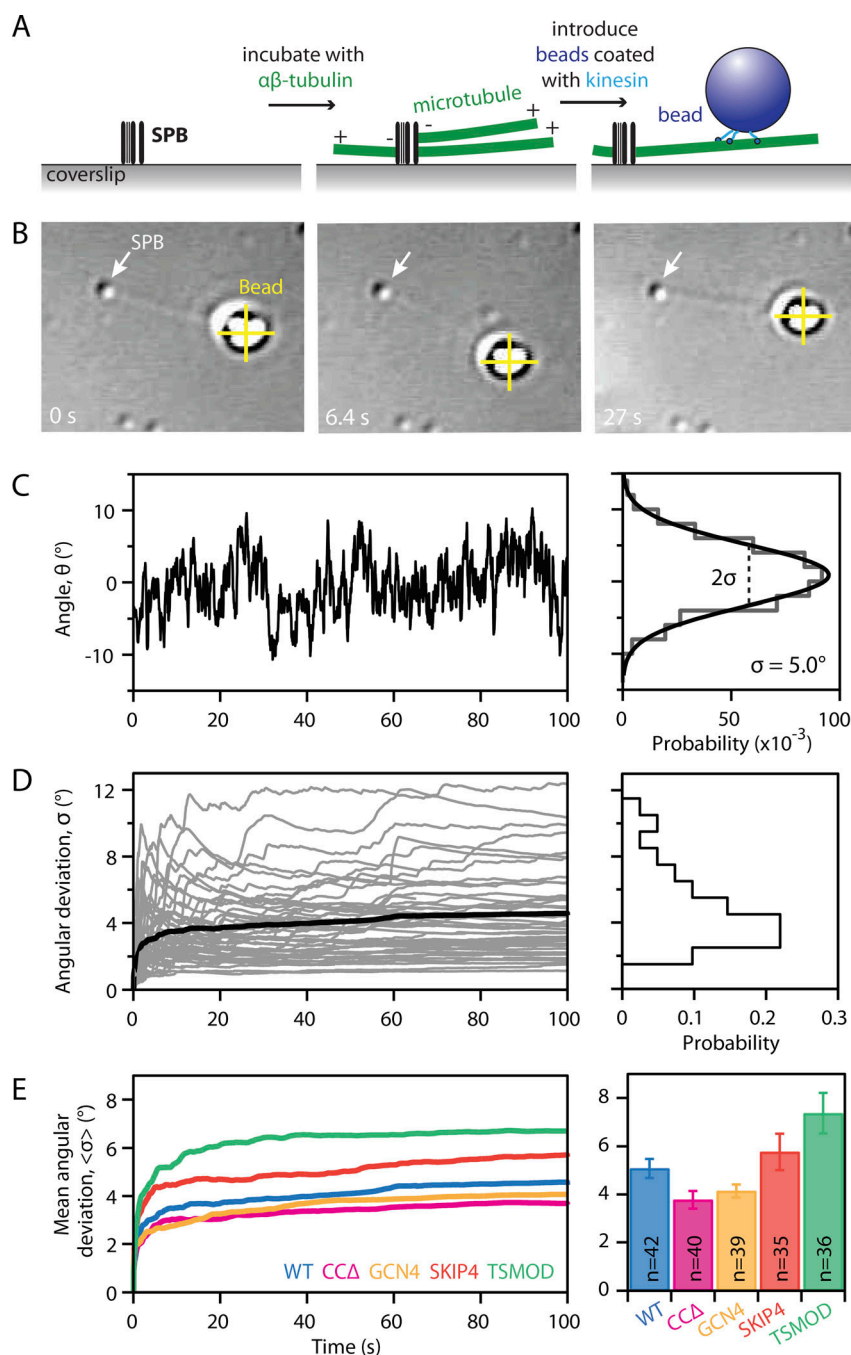 A
incubate with
αβ-tubulin
introduce
beads coated
with kinesin
microtubule
bead
SPB
+
-
-
+
+
coverslip
B
SPB
Bead
0 s
6.4 s
27 s
C
Angle, θ (°)
10
0
-10
0
20
40
60
80
100
2σ
σ = 5.0°
0
50
100
Probability (x10⁻³)
D
Angular deviation, σ (°)
12
8
4
0
0
20
40
60
80
100
0
0.1
0.2
0.3
Probability
E
Mean angular
deviation, <σ> (°)
8
6
4
2
0
WT CCΔ GCN4 SKIP4 TSMOD
0
20
40
60
80
100
Time (s)
8
6
4
2
0
n=42
n=40
n=39
n=35
n=36
WT
CCΔ
GCN4
SKIP4
TSMOD